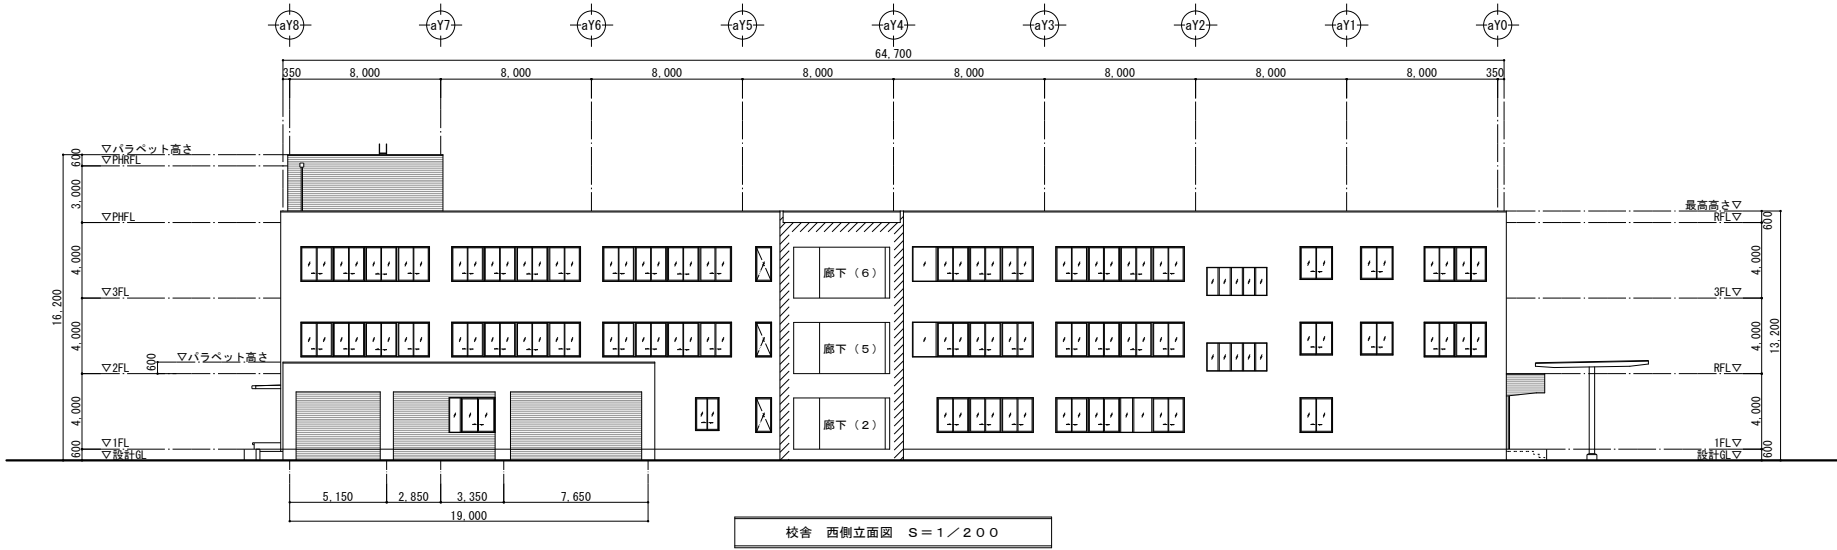 aY8 aY7 aY6 aY5 aY4 aY3 aY2 aY1 aY0
64,700
350 8,000 8,000 8,000 8,000 8,000 8,000 8,000 8,000 350
▽パラペット高さ
600
▽PHRFL
3,000
▽PHFL
最高高さ▽
RFL▽
600
4,000
4,000
廊下（６）
16,200
▽3FL
3FL▽
4,000
4,000
13,200
廊下（５）
▽パラペット高さ
600
▽2FL
RFL▽
4,000
4,000
廊下（２）
▽1FL
1FL▽
600
▽設計GL
設計GL▽
600
5,150 2,850 3,350 7,650
19,000
校舎　西側立面図　Ｓ＝１／２００